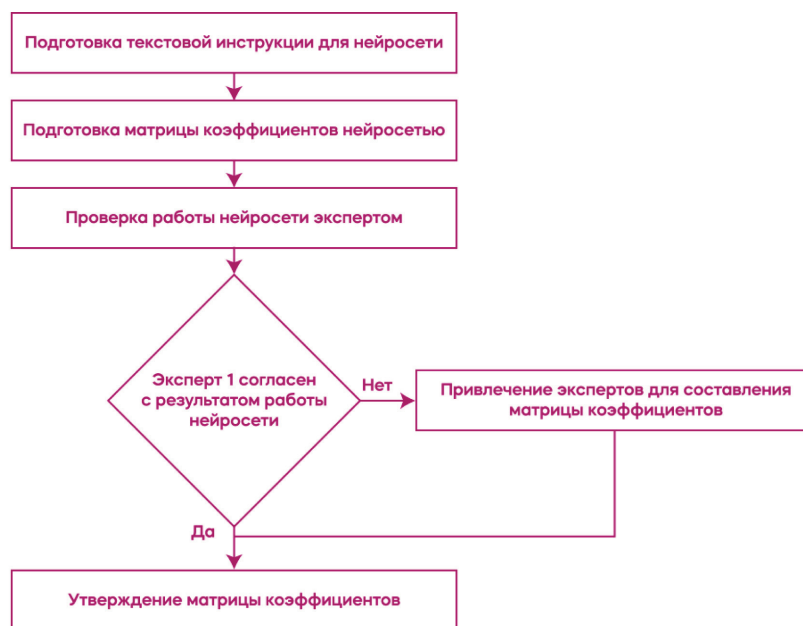 Подготовка текстовой инструкции для нейросети
Подготовка матрицы коэффициентов нейросетью
Проверка работы нейросети экспертом
Эксперт 1 согласен
с результатом работы
нейросети
Нет
Привлечение экспертов для составления
матрицы коэффициентов
Да
Утверждение матрицы коэффициентов